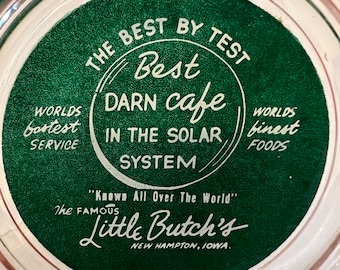 THE BEST BY TEST
Best
DARN cafe
IN THE SOLAR
SYSTEM
WORLDS
fastest
SERVICE
WORLDS
finest
FOODS
"Known All Over The World"
The FAMOUS
Little Butch's
NEW HAMPTON, IOWA.